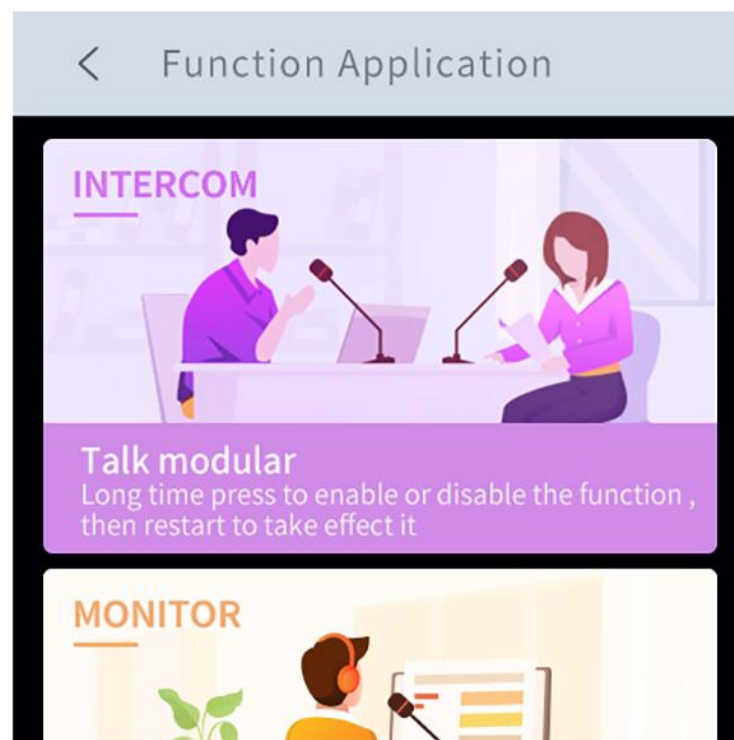 Function Application
INTERCOM
Talk modular
Long time press to enable or disable the function ,
then restart to take effect it
MONITOR